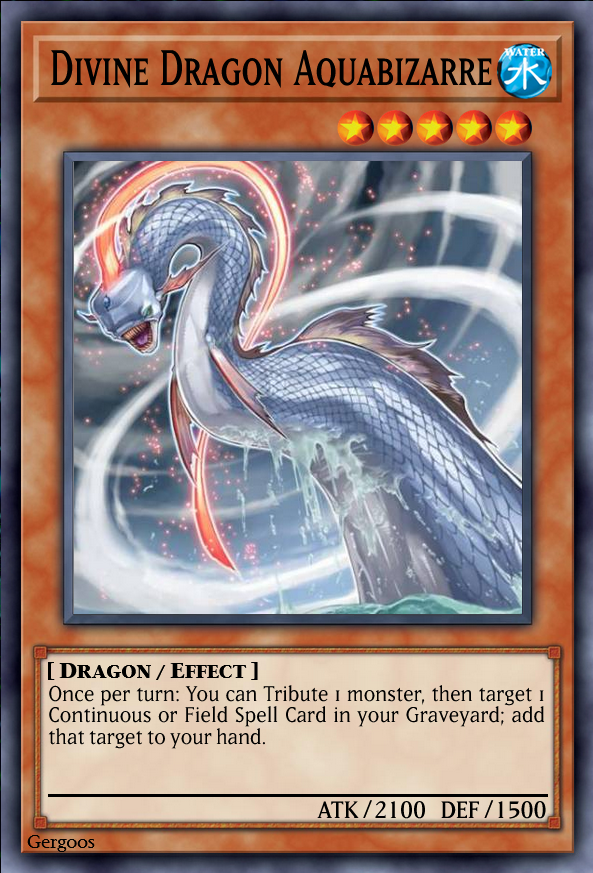 Divine Dragon Aquabizarre
WATER
水
[ Dragon / Effect ]
Once per turn: You can Tribute 1 monster, then target 1
Continuous or Field Spell Card in your Graveyard; add
that target to your hand.
ATK / 2100 DEF / 1500
Gergoos